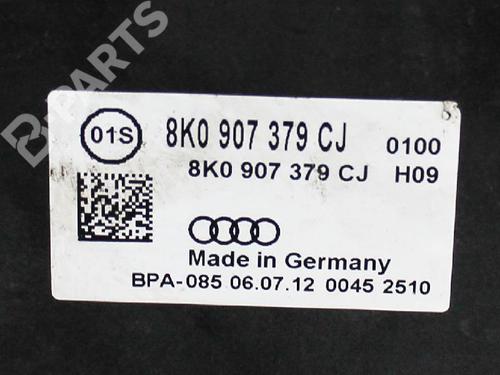 B-PARTS
01S 8K0 907 379 CJ 0100
8K0 907 379 CJ H09
Made in Germany
BPA-085 06.07.12 0045 2510